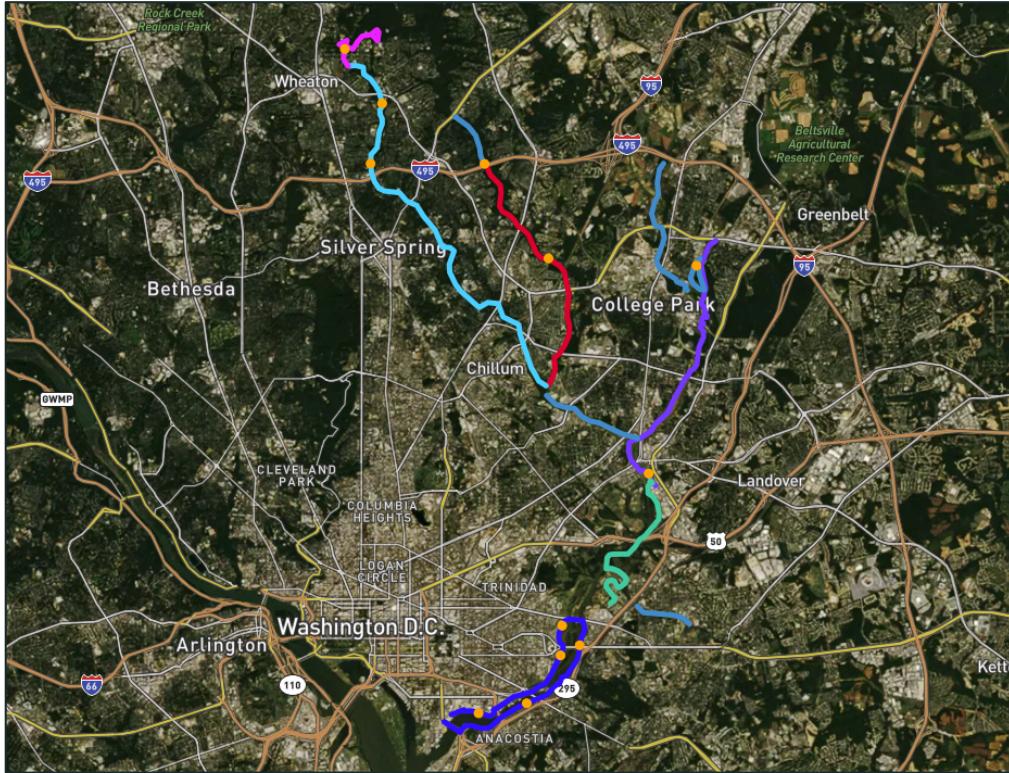 Rock Creek
Regional Park
95
Wheaton
Beltsville
Agricultural
Research Center
495
495
495
Greenbelt
Silver Spring
95
Bethesda
College Park
Chillum
GWMP
CLEVELAND
PARK
Landover
COLUMBIA
HEIGHTS
50
LOGAN
CIRCLE
TRINIDAD
Washington D.C.
Arlington
Kette
66
110
295
ANACOSTIA